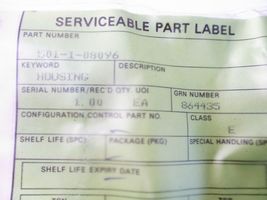 SERVICEABLE PART LABEL
PART NUMBER
KEYWORD DESCRIPTION
HOUSING
SERIAL NUMBER/REC'D QTY. UOI GRN NUMBER
1.00 EA 864435
CONFIGURATION CONTROL PART NO. CLASS
E
SHELF LIFE (SPC) PACKAGE (PKG) SPECIAL HANDLING
SHELF LIFE EXPIRY DATE